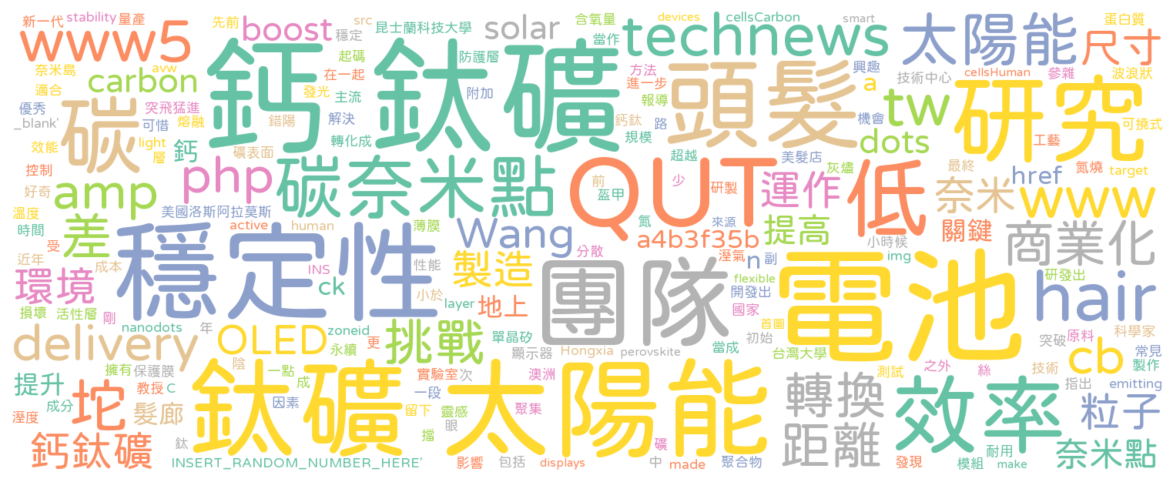 新一代 stability 量產
www5
先前 src 昆士蘭科技大學 含氧量 devices cellsCarbon smart 蛋白質
boost 穩定 solar 防護層 當作 technews 太陽能 尺寸
奈米島 avw 在一起 起碼 主流 附加 方法 進一步 技術中心 興趣 cellsHuman 參雜 波浪狀
適合 carbon 發光 報導 a tw
優秀 突飛猛進 鈣鈦礦 解決 鈣鈦 路 頭髮 機會 研究 可撓式
_blank' 可惜 熔融 錯陽 轉化成 規模 dots 工藝
碳 效能 light 層 鈣 礦表面 超越 美髮店 最終 氦燒 target
控制 php 碳奈米點 QUT 前 少 研製 灰燼 運作 低 奈米 href www
好奇 amp 盔甲 氮 來源 提高 關鍵
溫度 差 美國洛斯阿拉莫斯 薄膜 Wang 分散 a4b3f35b 小時候 商業化
時間 受 active human 溼氣 n 副 img
近年 成本 穩定性 INS 性能 製造 團隊 flexible 開發出 電池 研發出 hair
環境 ck 小於 layer 地上 國家
損壞 活性層 剛 nanodots 年 zoneid 單晶矽 首圖 初始 突破 原料 科學家
delivery OLED 永續 更 挑戰 顯示器 Hongxia perovskite 當成 台灣大學 cb 常見
擁有 保護膜 陰 一點 實驗室 次 澳洲 測試 之外 絲 技術 製作
提升 教授 C 鈦礦太陽能 成 轉換 效率 指出 emitting
溼度 成分 坨 髮廊 因素 一段 留下 靈感 聚集 粒子
鈣鈦礦 鈦 擋 眼 礦 距離 耐用 奈米點
INSERT_RANDOM_NUMBER_HERE' 影響 包括 displays 中 made 聚合物 發現 模組 make